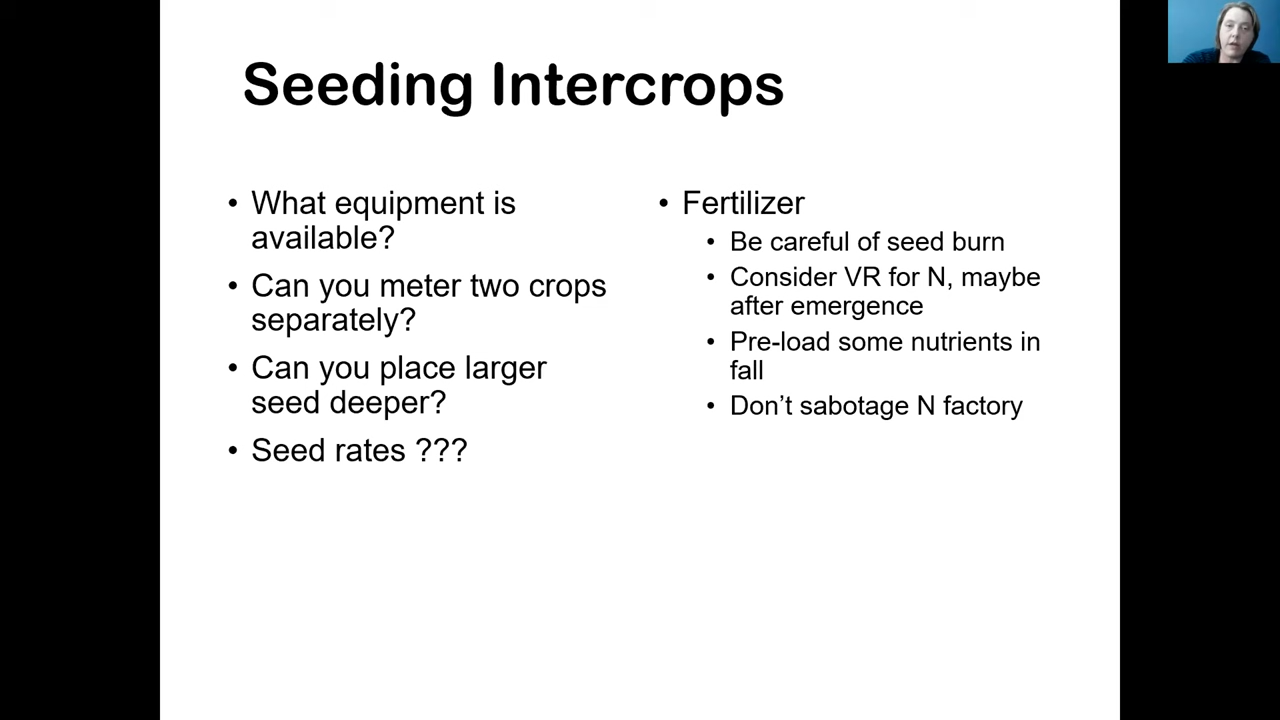 Seeding Intercrops
• What equipment is
available?
• Can you meter two crops
separately?
• Can you place larger
seed deeper?
• Seed rates ???
• Fertilizer
• Be careful of seed burn
• Consider VR for N, maybe
after emergence
• Pre-load some nutrients in
fall
• Don’t sabotage N factory